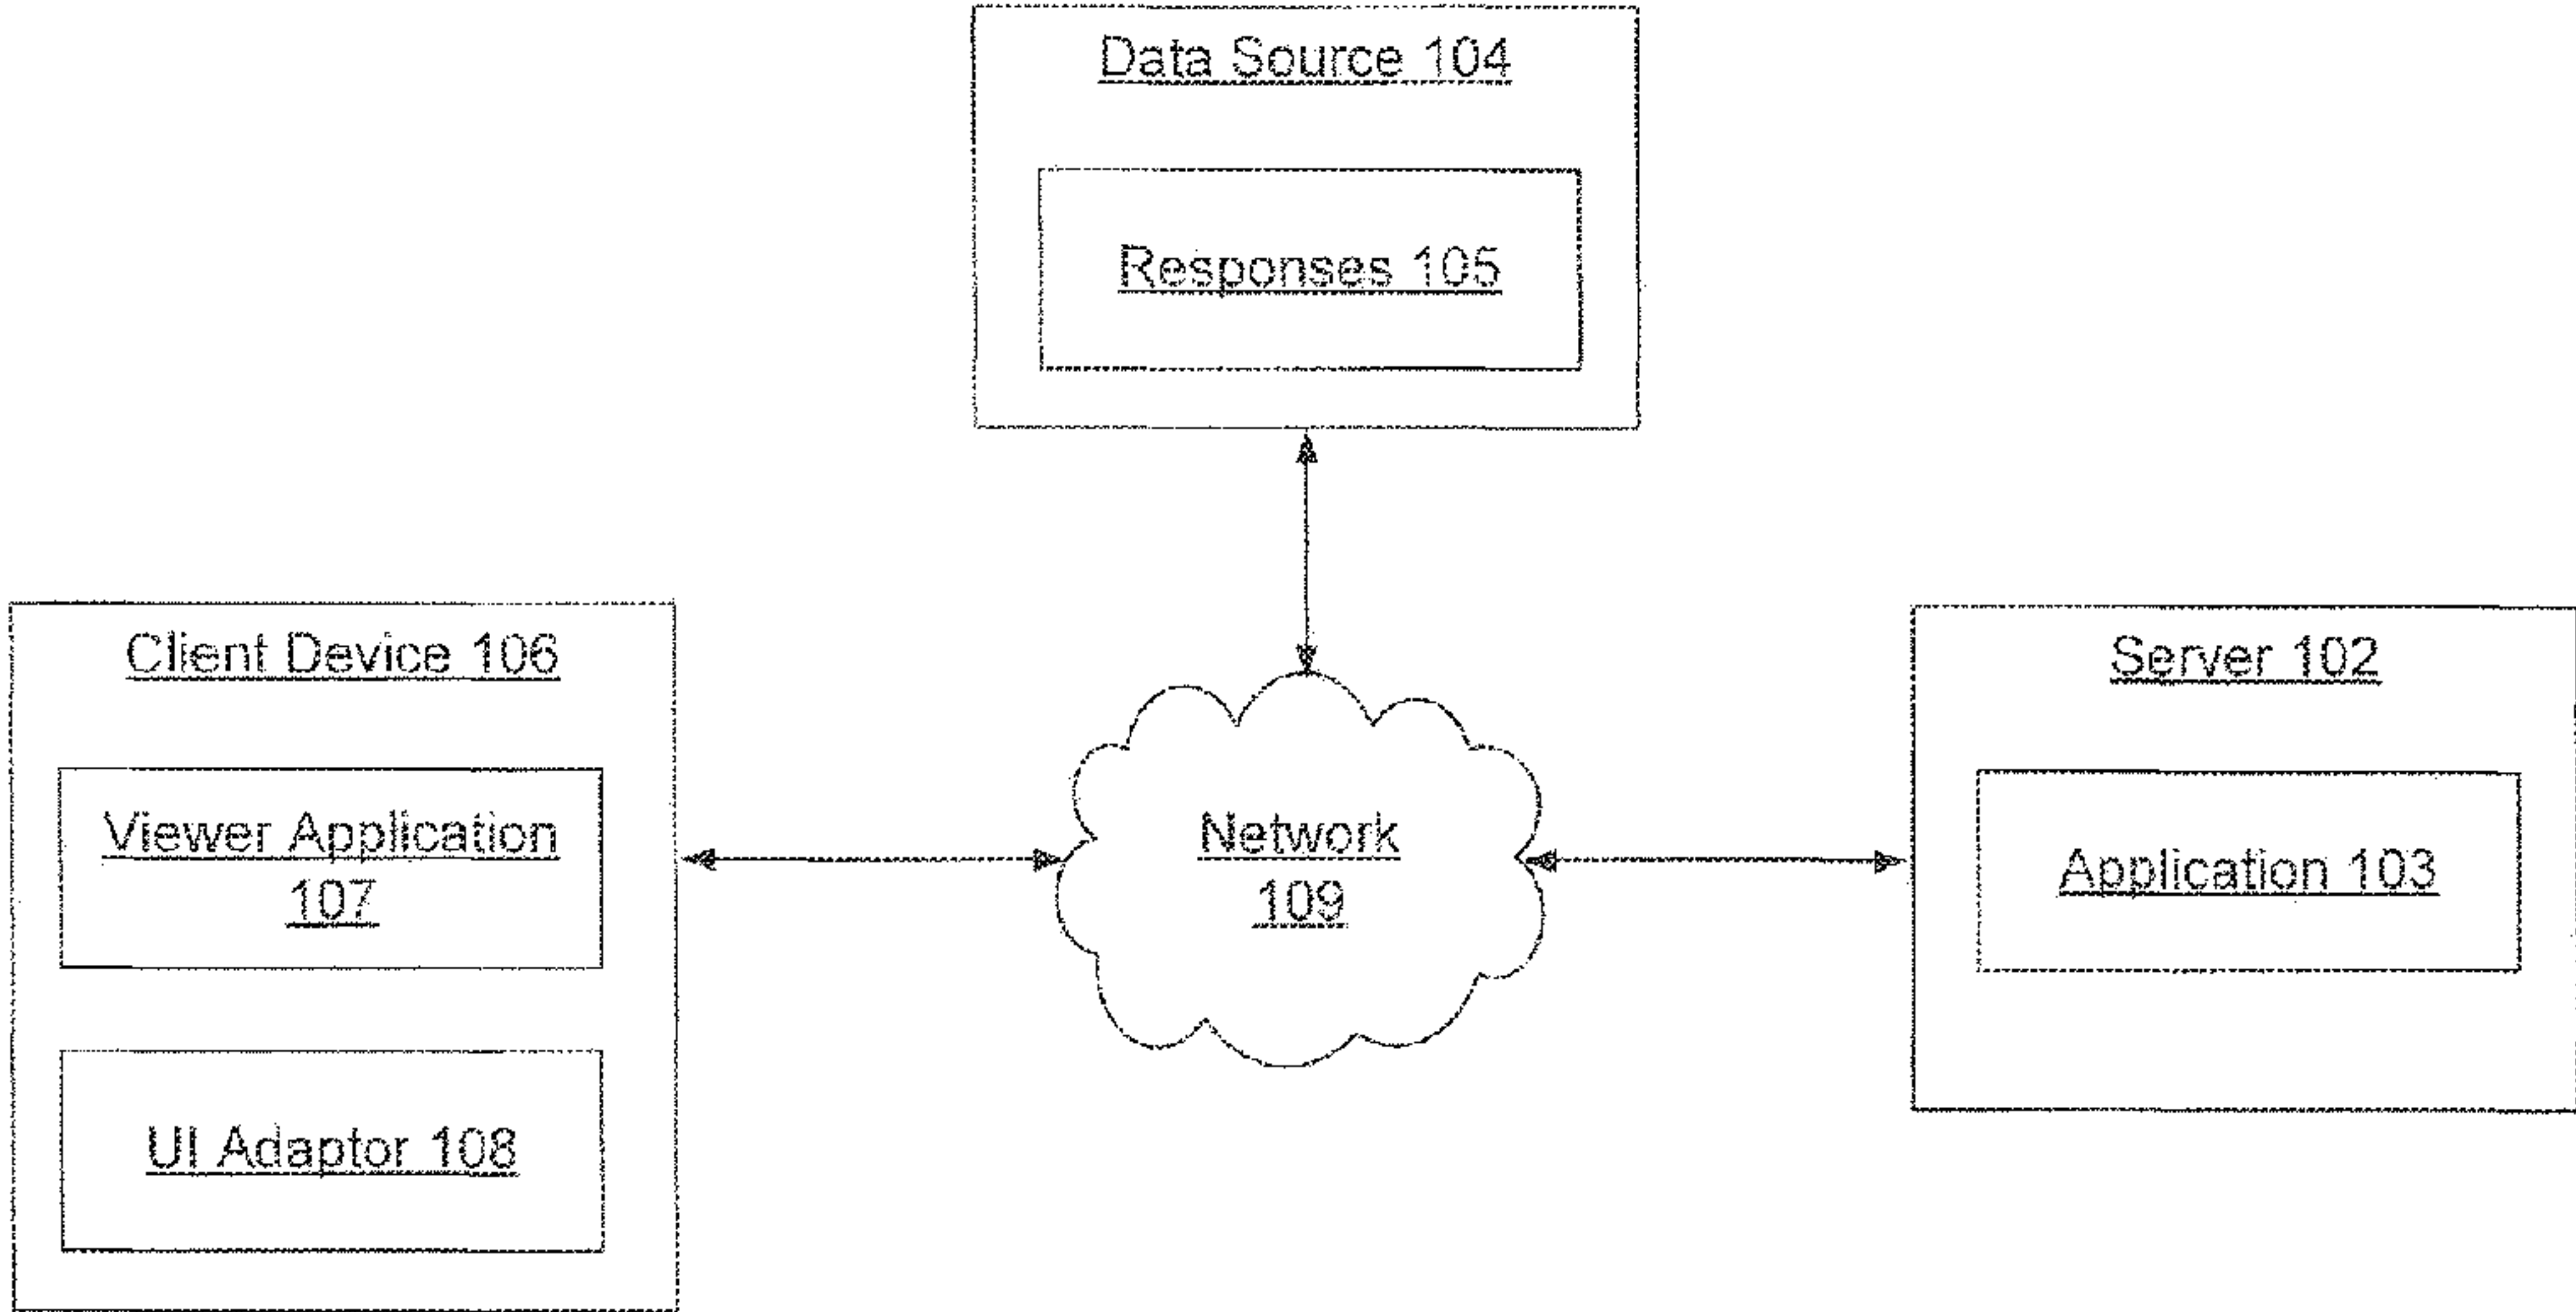 Data Source 104
Responses 105
Client Device 106
Viewer Application
107
UI Adaptor 108
Network
109
Server 102
Application 103